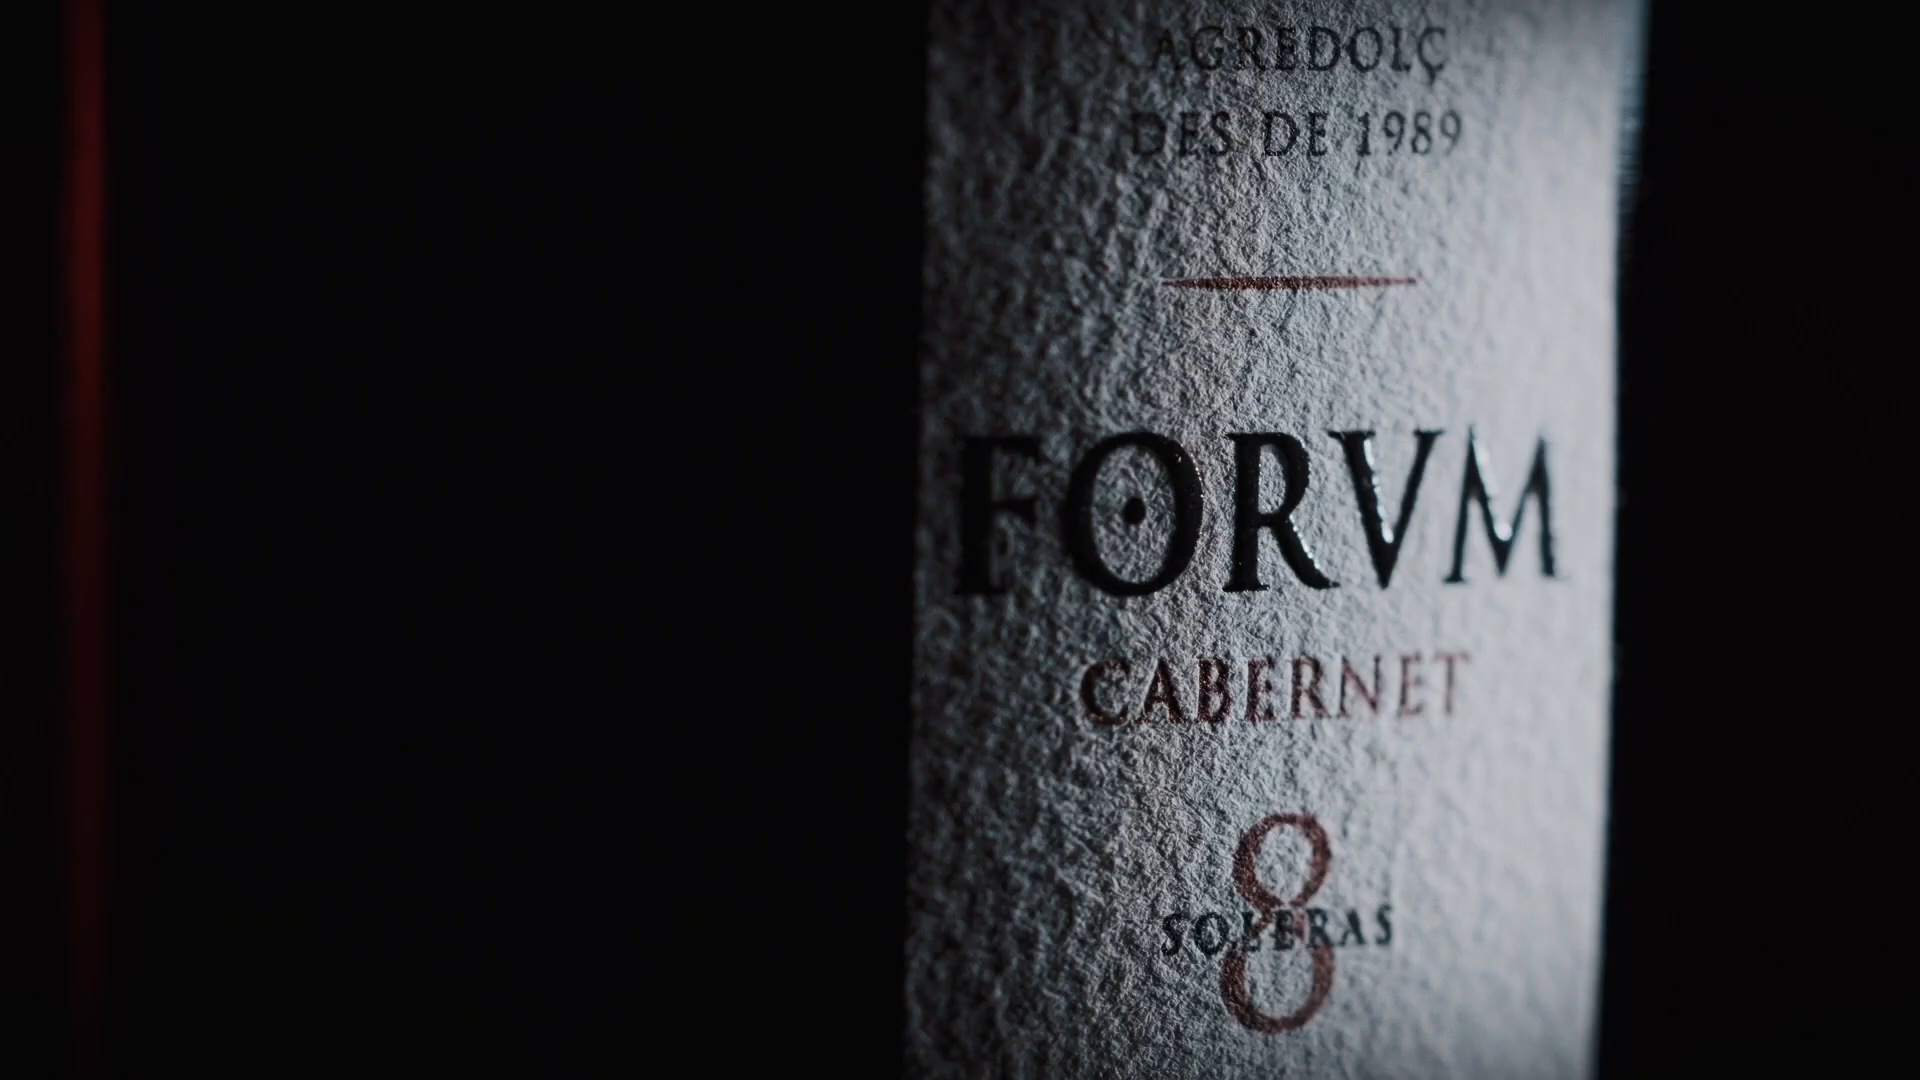 AGREDOLÇ
DES DE 1989
FORVM
CABERNET
8
SOLERAS